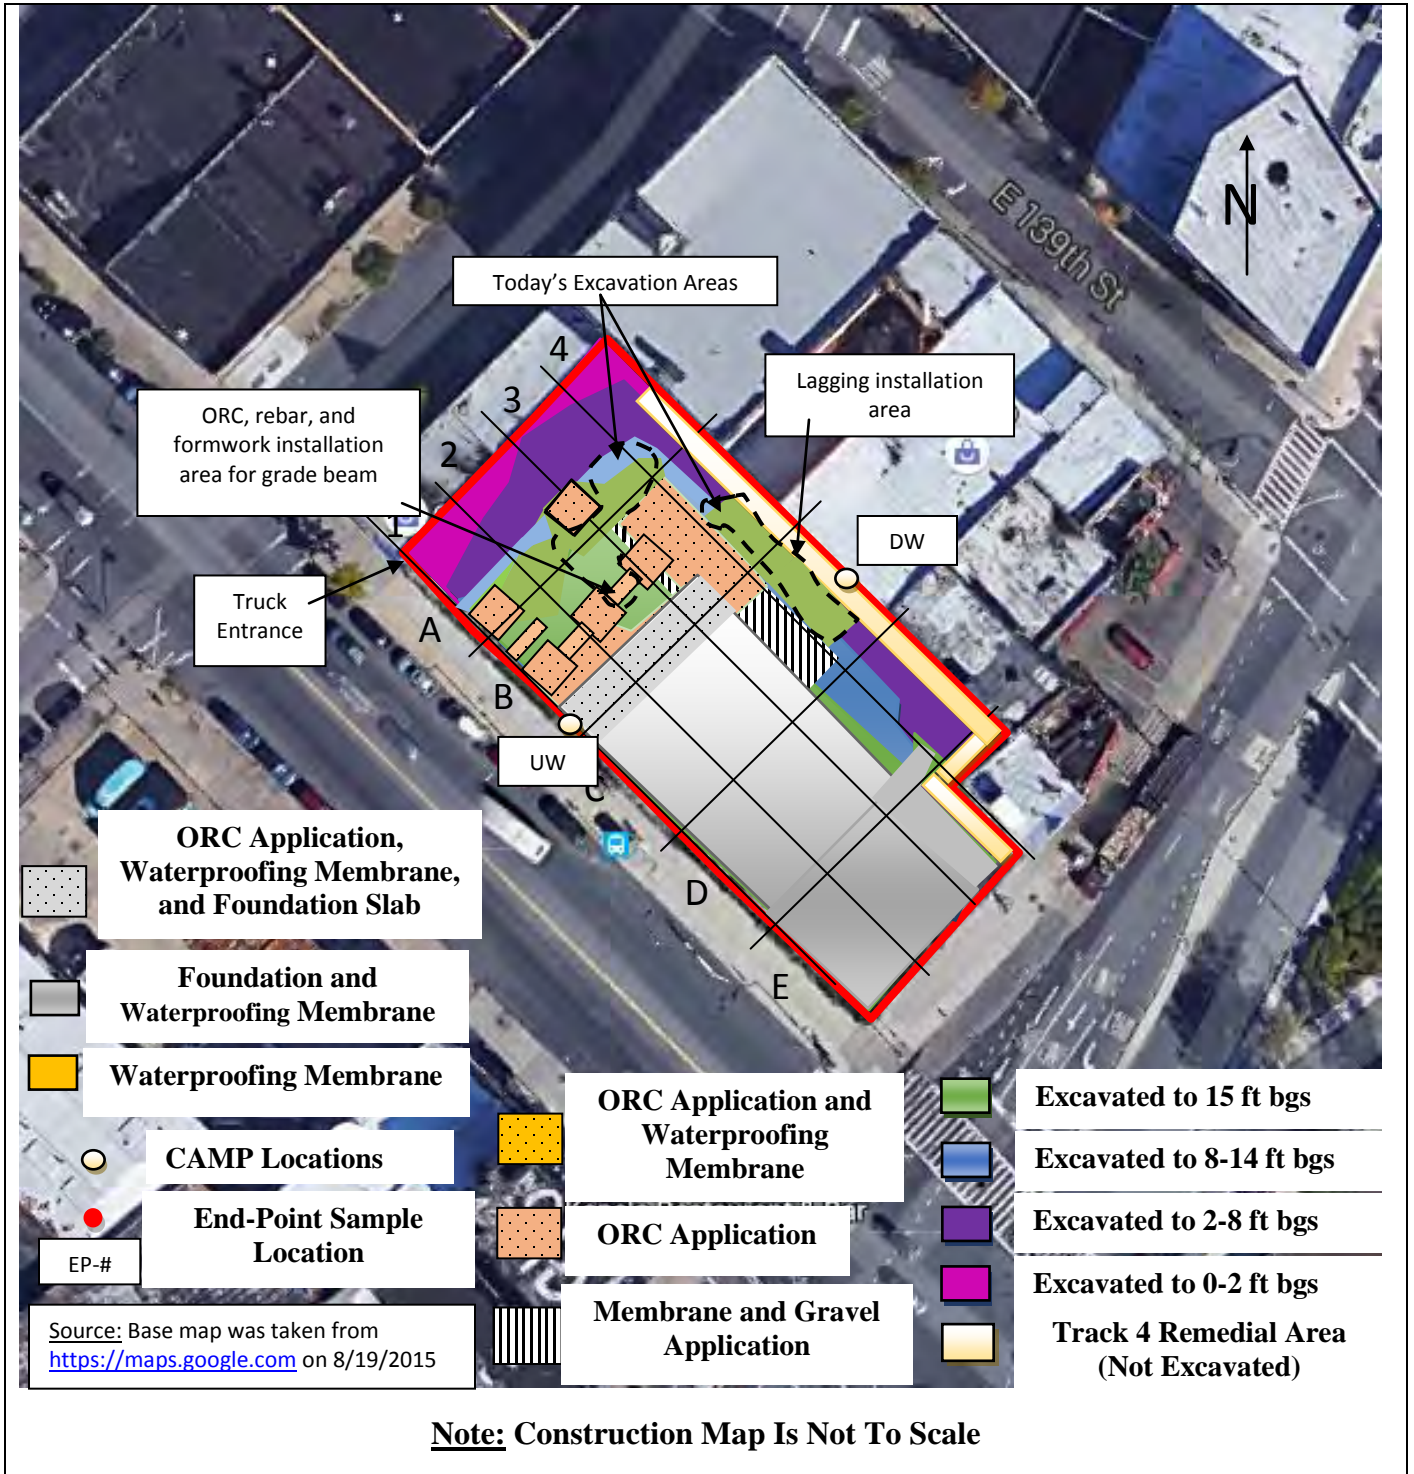 E 139th St
N
Today's Excavation Areas
4
Lagging installation
area
3
ORC, rebar, and
formwork installation
area for grade beam
2
1
DW
Truck
Entrance
A
B
UW
C
D
E
ORC Application,
Waterproofing Membrane,
and Foundation Slab
Foundation and
Waterproofing Membrane
Waterproofing Membrane
CAMP Locations
End-Point Sample
Location
EP-#
Source: Base map was taken from
https://maps.google.com on 8/19/2015
ORC Application and
Waterproofing
Membrane
ORC Application
Membrane and Gravel
Application
Excavated to 15 ft bgs
Excavated to 8-14 ft bgs
Excavated to 2-8 ft bgs
Excavated to 0-2 ft bgs
Track 4 Remedial Area
(Not Excavated)
Note: Construction Map Is Not To Scale